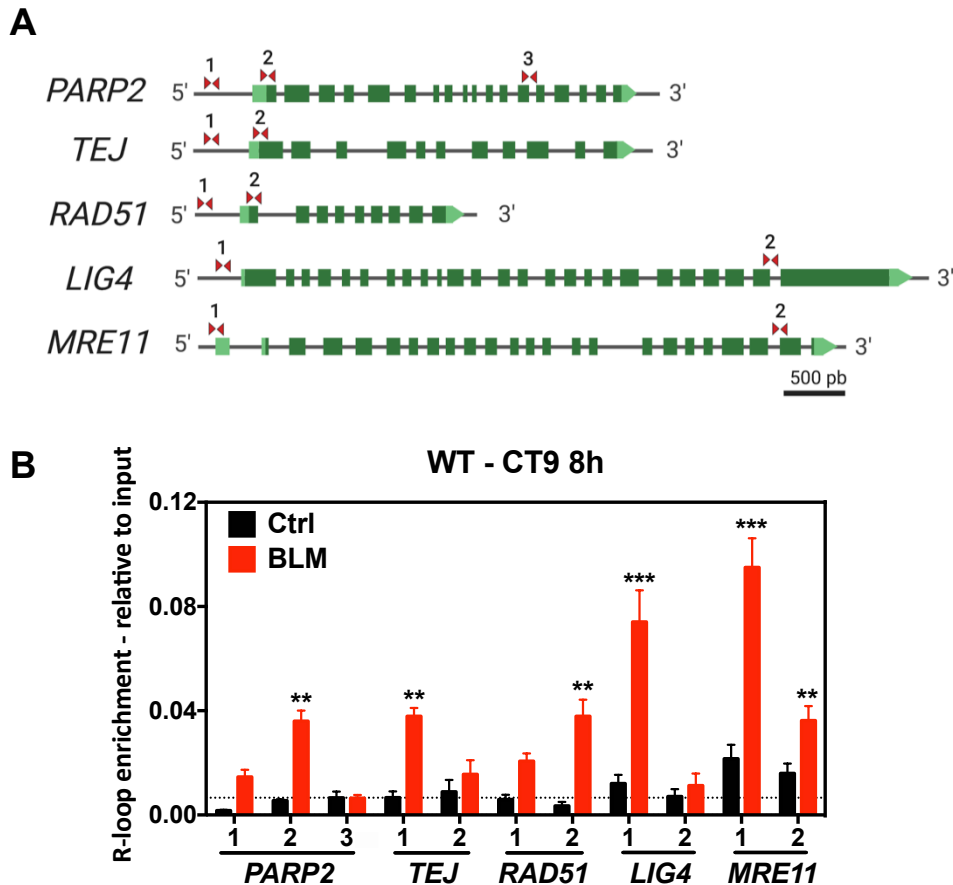 A
1 2 3
PARP2 5' 3'
1 2
TEJ 5' 3'
1 2
RAD51 5' 3'
1 2
LIG4 5' 3'
1 2
MRE11 5' 3'
500 pb
B
WT - CT9 8h
R-loop enrichment - relative to input
0.12
0.08
0.04
0.00
Ctrl
BLM
** ** ** *** *** **
1 2 3 1 2 1 2 1 2 1 2
PARP2 TEJ RAD51 LIG4 MRE11